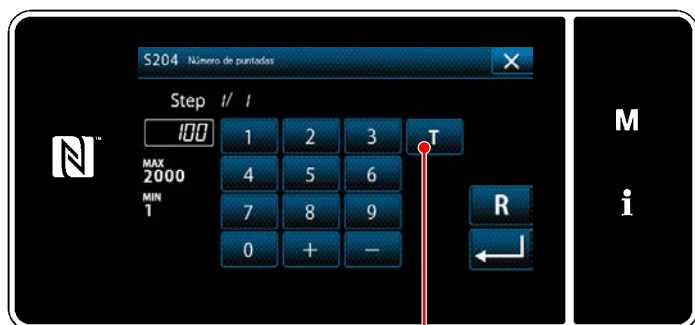 S204 Número de puntadas
Step 1/ 1
100 1 2 3 T
MAX
2000 4 5 6
MIN
1 7 8 9 R
0 + −
M
i
N™